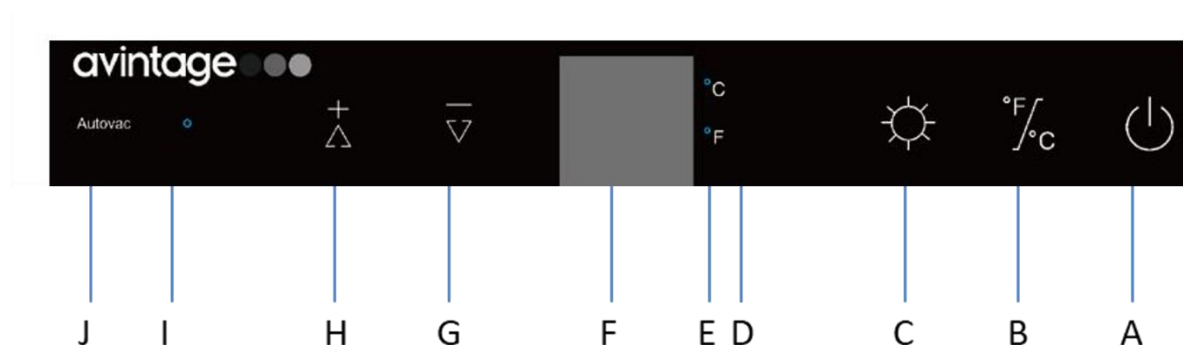 avintage
°C
Autovac + − °F °F/°C
J I H G F E D C B A